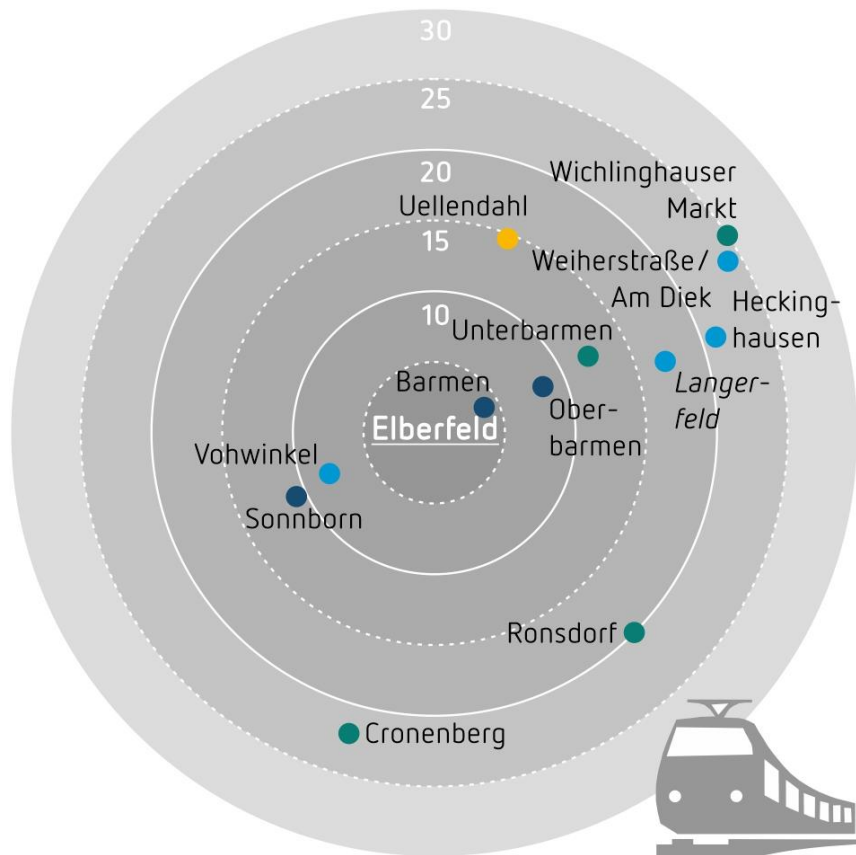 30
25
20
15
10
Wichlinghauser
Markt
Uellendahl
Weiherstraße/
Am Diek
Hecking-
hausen
Unterbarmen
Langer-
feld
Barmen
Ober-
barmen
Elberfeld
Vohwinkel
Sonnborn
Ronsdorf
Cronenberg